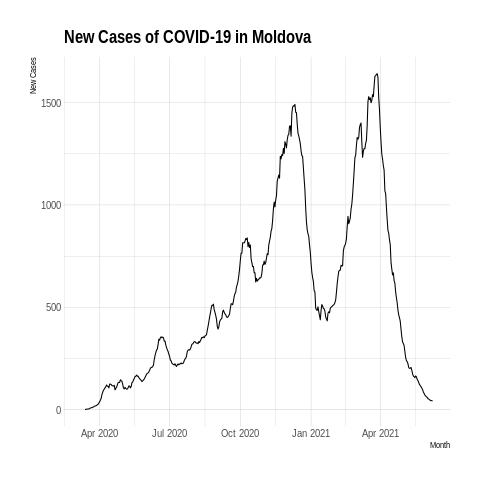 New Cases of COVID-19 in Moldova
New Cases
1500
1000
500
0
Apr 2020 Jul 2020 Oct 2020 Jan 2021 Apr 2021
Month